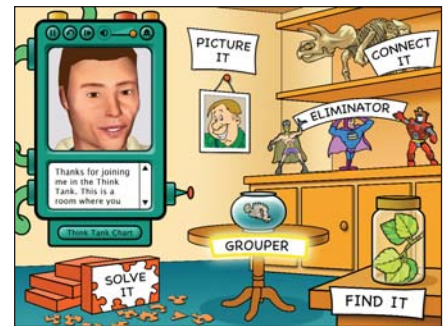 PICTURE
IT
CONNECT
IT
ELIMINATOR
Thanks for joining
me in the Think
Tank. This is a
room where you
Think Tank Chart
GROUPER
SOLVE
IT
FIND IT